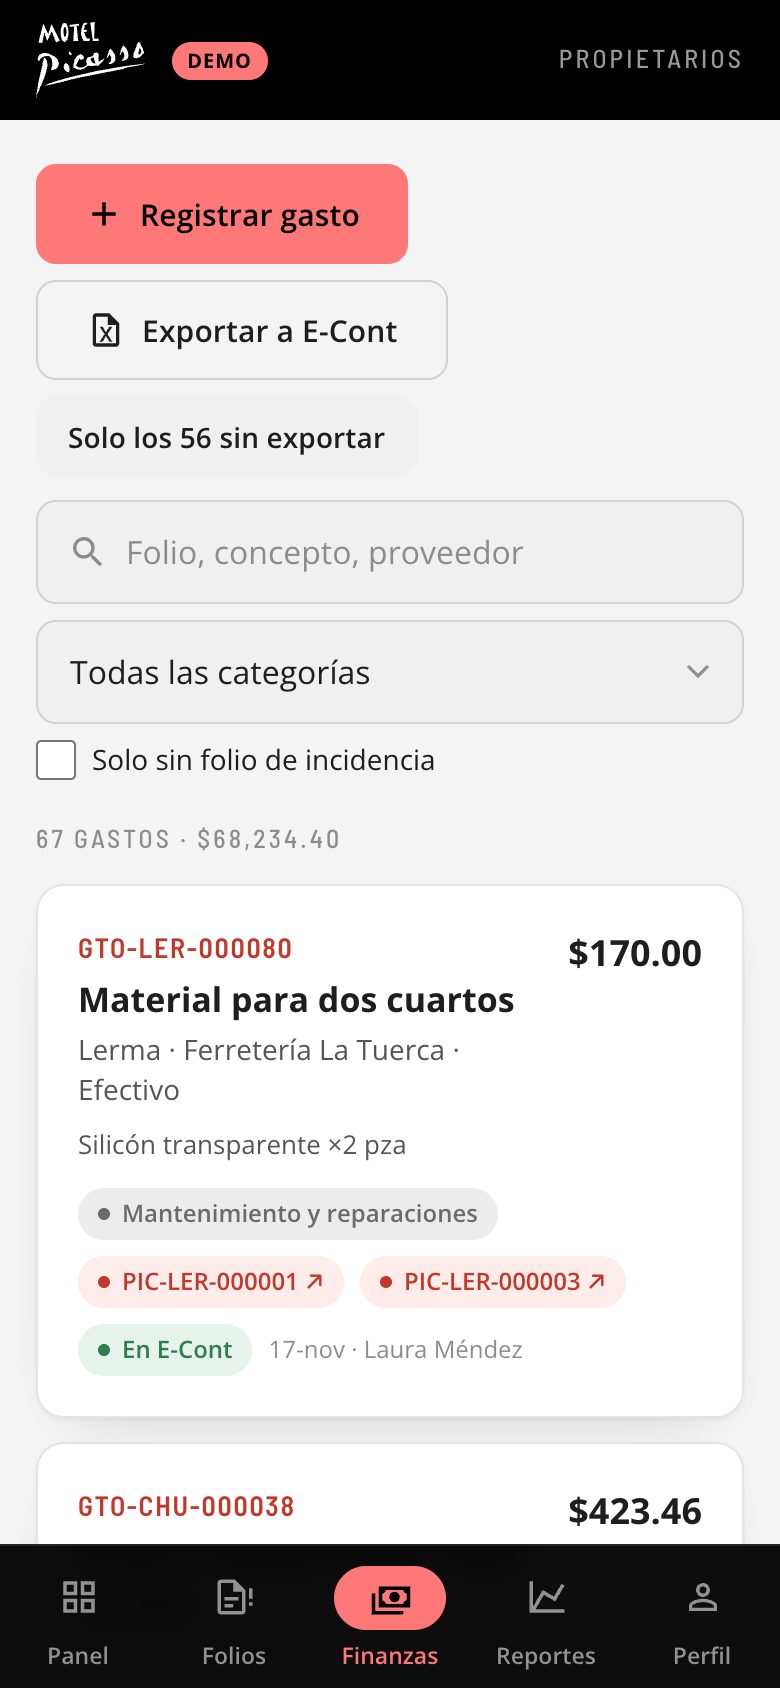 MOTEL
Picasso
DEMO
PROPIETARIOS
Registrar gasto
Exportar a E-Cont
Solo los 56 sin exportar
Folio, concepto, proveedor
Todas las categorías
Solo sin folio de incidencia
67 GASTOS · $68,234.40
GTO-LER-000080
$170.00
Material para dos cuartos
Lerma · Ferretería La Tuerca ·
Efectivo
Silicón transparente ×2 pza
Mantenimiento y reparaciones
PIC-LER-000001 ↗ PIC-LER-000003 ↗
En E-Cont 17-nov · Laura Méndez
GTO-CHU-000038
$423.46
Panel Folios Finanzas Reportes Perfil